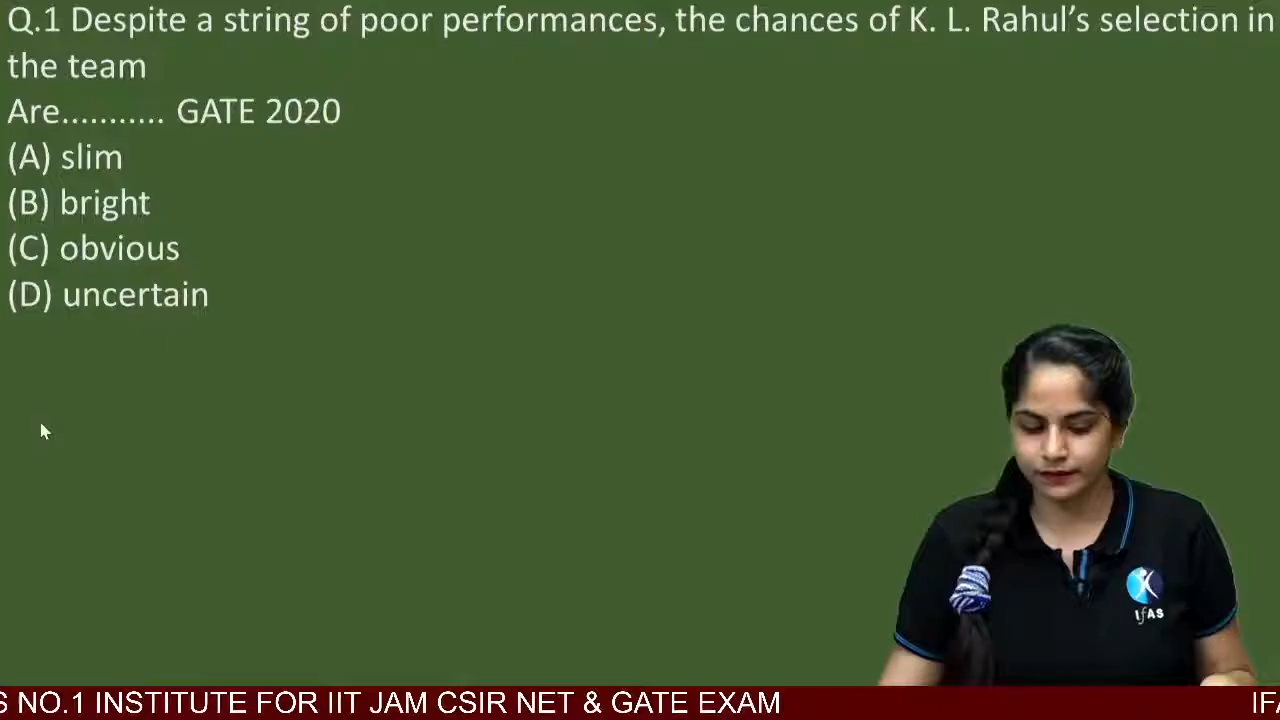 Q.1 Despite a string of poor performances, the chances of K. L. Rahul’s selection in
the team
Are........... GATE 2020
(A) slim
(B) bright
(C) obvious
(D) uncertain
IfAS
S NO.1 INSTITUTE FOR IIT JAM CSIR NET & GATE EXAM
IFA